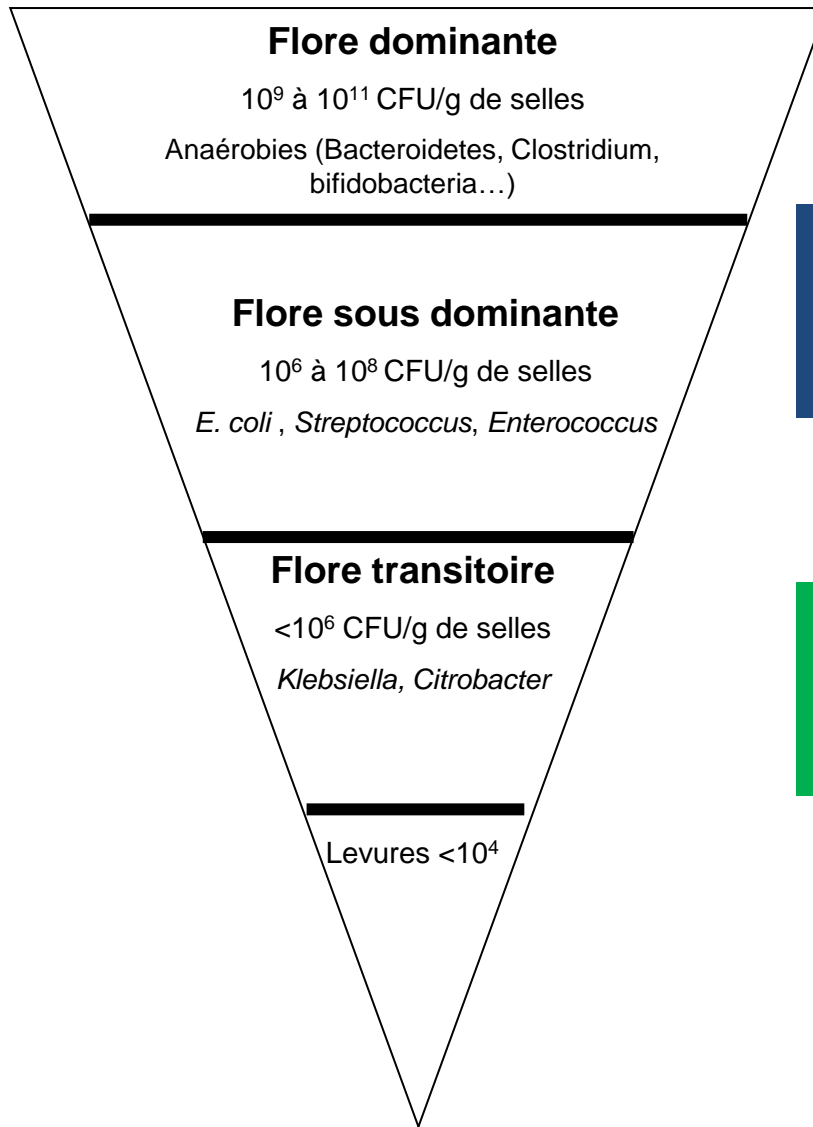 Flore dominante
10⁹ à 10¹¹ CFU/g de selles
Anaérobies (Bacteroidetes, Clostridium,
bifidobacteria…)
Flore sous dominante
10⁶ à 10⁸ CFU/g de selles
E. coli , Streptococcus, Enterococcus
Flore transitoire
<10⁶ CFU/g de selles
Klebsiella, Citrobacter
Levures <10⁴